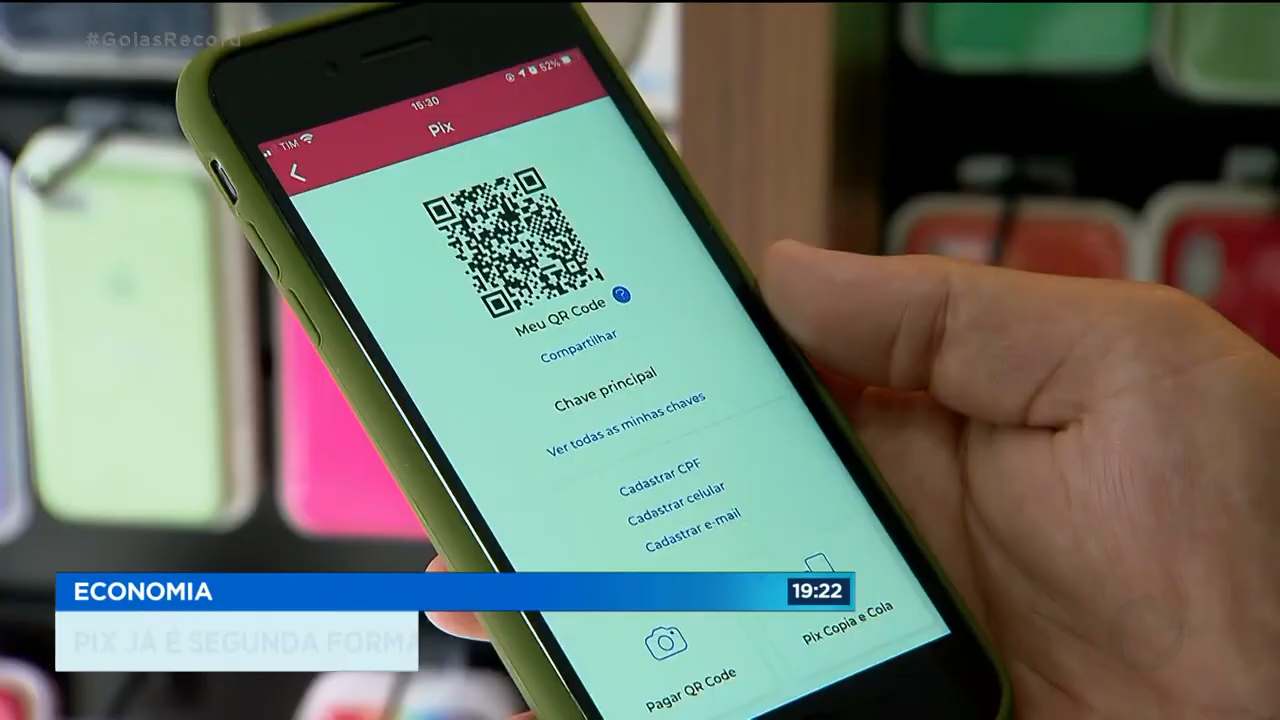 #GoiasRecord
TIM
15:30
52%
Pix
Meu QR Code
?
Compartilhar
Chave principal
Ver todas as minhas chaves
Cadastrar CPF
Cadastrar celular
Cadastrar e-mail
Pagar QR Code
Pix Copia e Cola
ECONOMIA
19:22
PIX JÁ É SEGUNDA FORMA